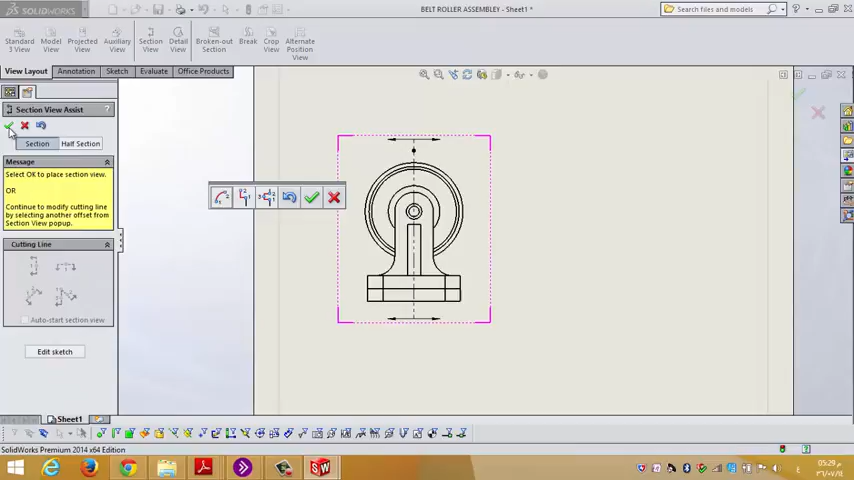 SOLIDWORKS
BELT ROLLER ASSEMBLEY - Sheet1 *
Search files and models
Standard 3 View
Model View
Projected View
Auxiliary View
Section View
Detail View
Broken-out Section
Break
Crop View
Alternate Position View
View Layout
Annotation
Sketch
Evaluate
Office Products
Section View Assist
?
Section
Half Section
Message
Select OK to place section view.
OR
Continue to modify cutting line
by selecting another offset from
Section View popup.
Cutting Line
Auto-start section view
Edit sketch
Sheet1
SolidWorks Premium 2014 x64 Edition
05:29 م